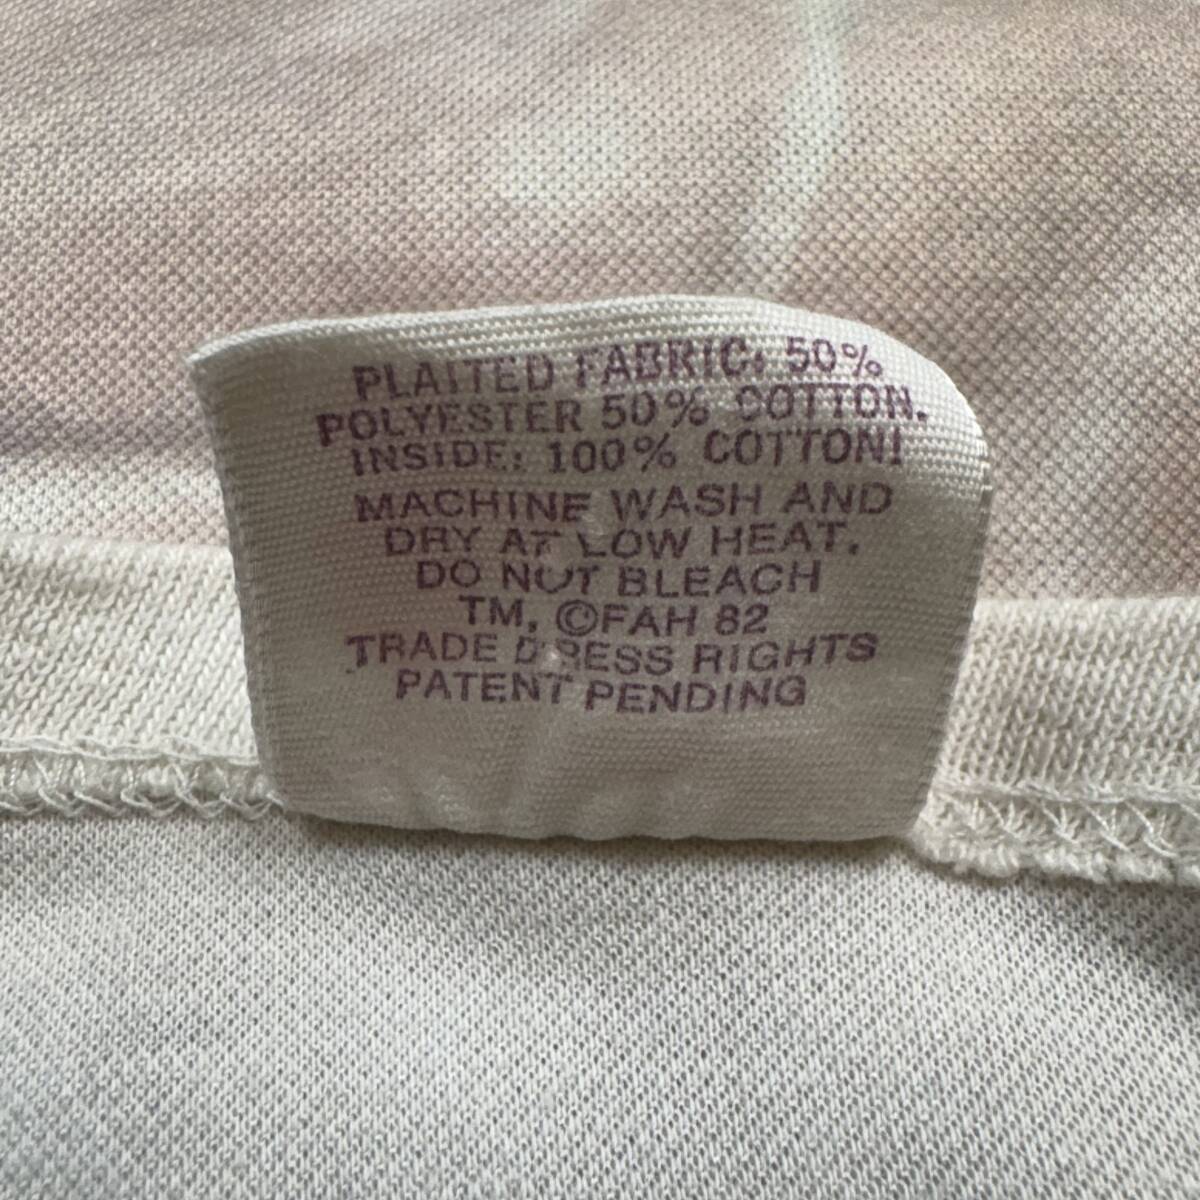 PLAITED FABRIC: 50%
POLYESTER 50% COTTON.
INSIDE: 100% COTTON!
MACHINE WASH AND
DRY AT LOW HEAT.
DO NOT BLEACH
TM, ©FAH 82
TRADE DRESS RIGHTS
PATENT PENDING